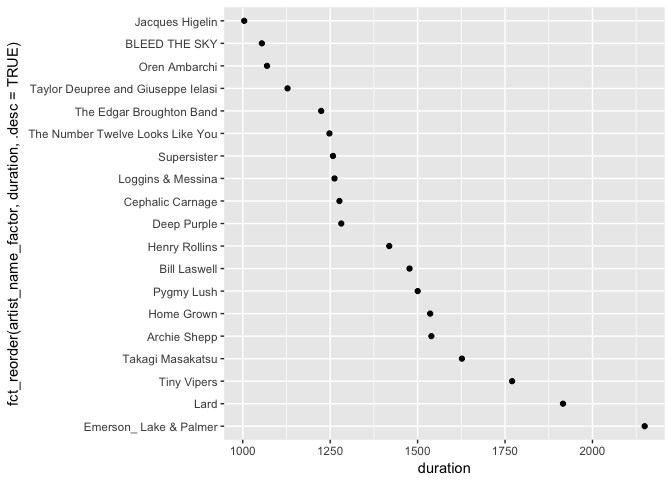 fct_reorder(artist_name_factor, duration, .desc = TRUE)
Jacques Higelin
BLEED THE SKY
Oren Ambarchi
Taylor Deupree and Giuseppe Ielasi
The Edgar Broughton Band
The Number Twelve Looks Like You
Supersister
Loggins & Messina
Cephalic Carnage
Deep Purple
Henry Rollins
Bill Laswell
Pygmy Lush
Home Grown
Archie Shepp
Takagi Masakatsu
Tiny Vipers
Lard
Emerson_ Lake & Palmer
1000 1250 1500 1750 2000
duration